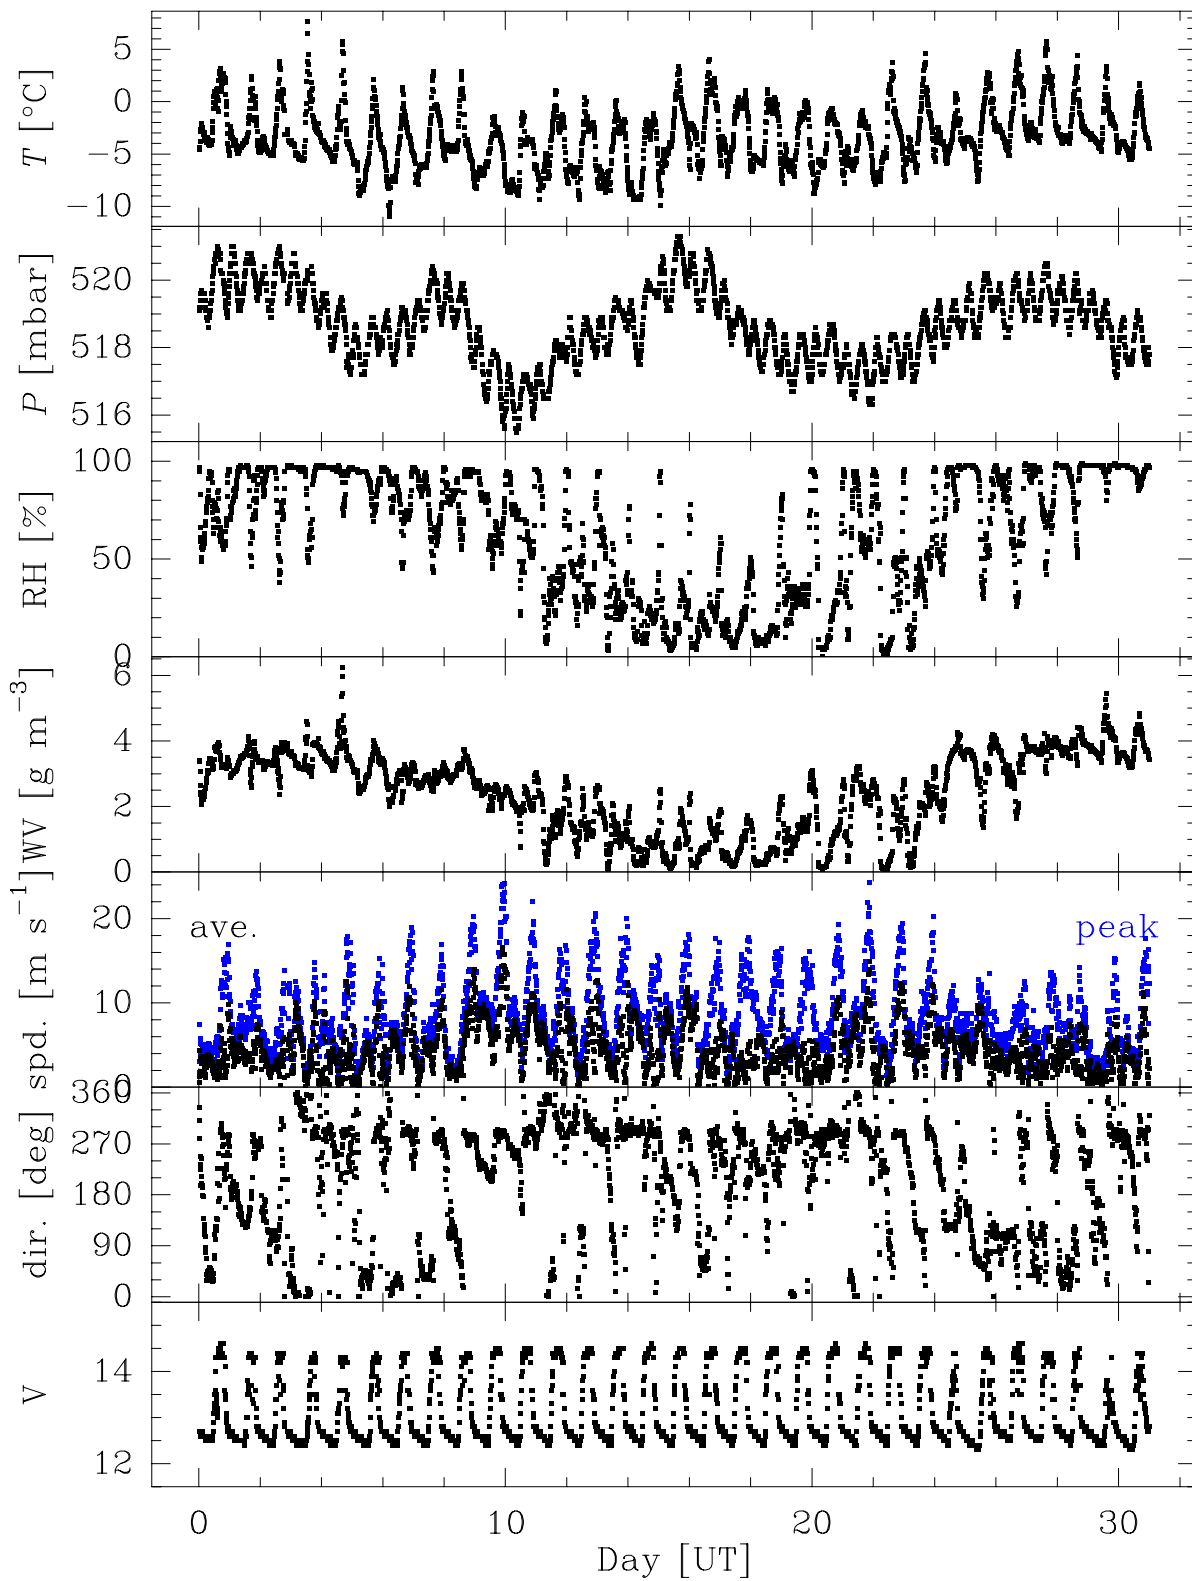 T [°C]
5
0
−5
−10
P [mbar]
520
518
516
RH [%]
100
50
0
WV [g m−3]
6
4
2
0
spd. [m s−1]
ave.
peak
20
10
0
dir. [deg]
360
270
180
90
0
V
14
12
0 10 20 30
Day [UT]